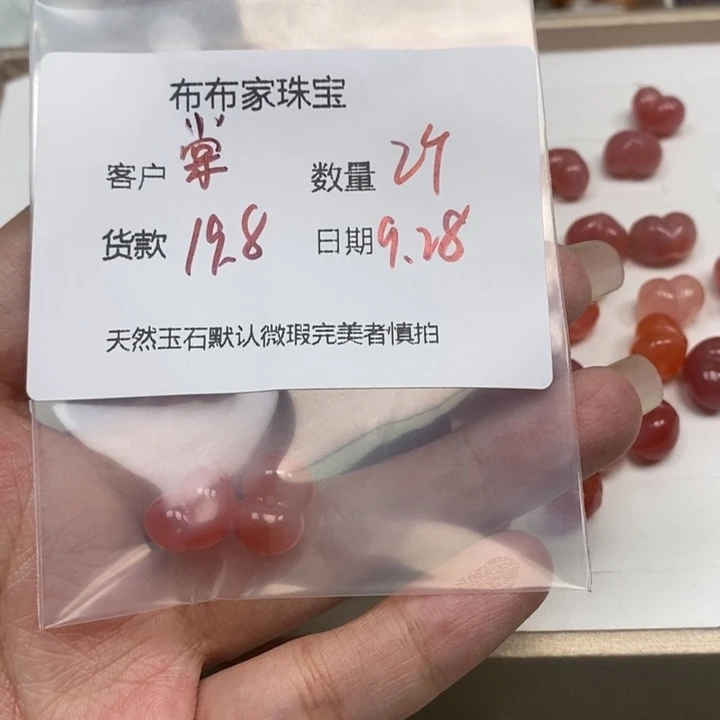 布布家珠宝
客户 棠 数量 2个
货款 19.8 日期 9.28
天然玉石默认微瑕完美者慎拍